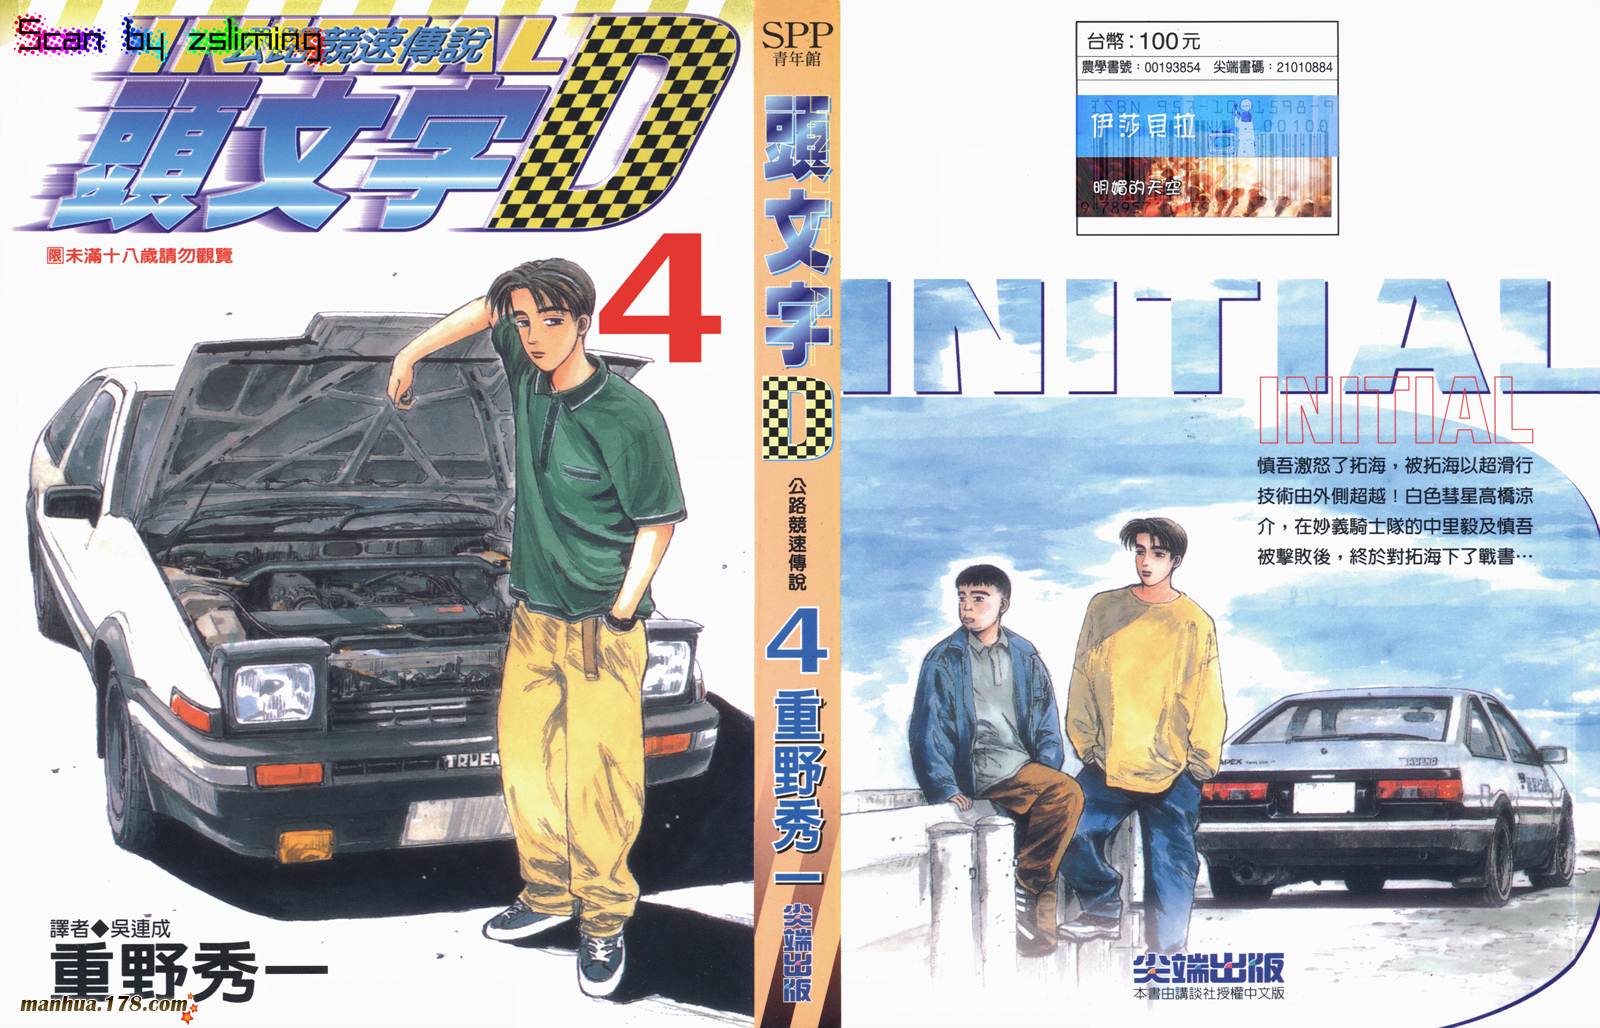 Scan by zsliming
INITIAL
公路競速傳說
頭文字D
4
限未滿十八歲請勿觀覽
TRUENO
譯者◆吳連成
重野秀一
manhua.178.com
SPP
青年館
頭文字D
公路競速傳說
4
重野秀一
尖端出版
台幣：100元
農學書號：00193854 尖端書碼：21010884
伊莎貝拉
明媚的天空
INITIAL
INITIAL
慎吾激怒了拓海，被拓海以超滑行
技術由外側超越！白色彗星高橋涼
介，在妙義騎士隊的中里毅及慎吾
被擊敗後，終於對拓海下了戰書…
APEX
TRUENO
尖端出版
本書由講談社授權中文版